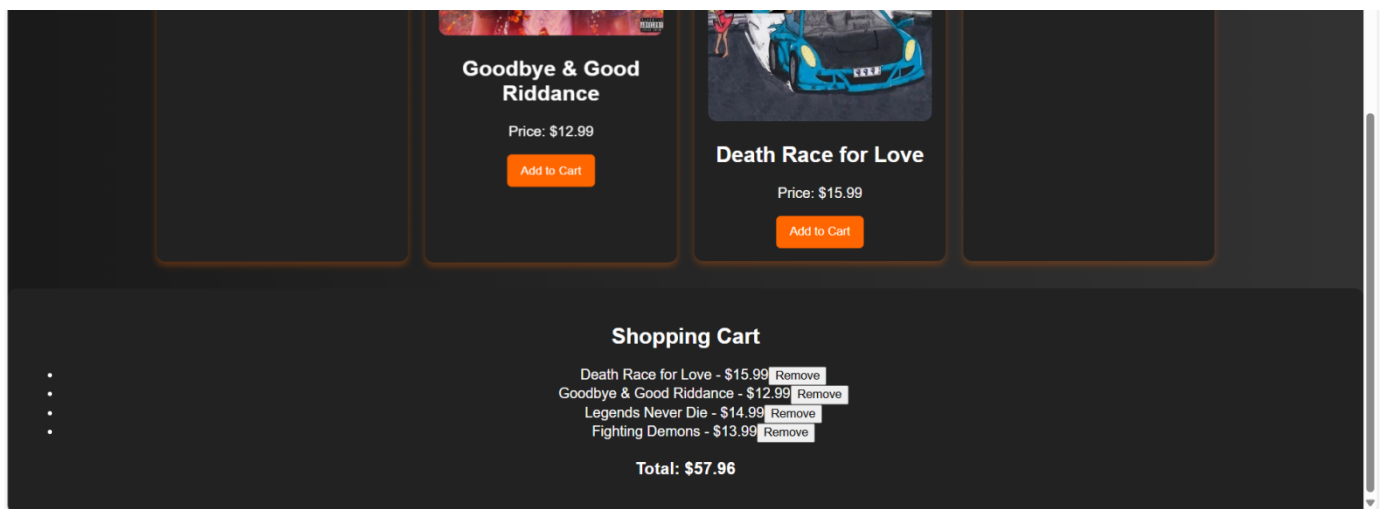 Goodbye & Good
Riddance
Price: $12.99
Add to Cart
Death Race for Love
Price: $15.99
Add to Cart
Shopping Cart
Death Race for Love - $15.99 Remove
Goodbye & Good Riddance - $12.99 Remove
Legends Never Die - $14.99 Remove
Fighting Demons - $13.99 Remove
Total: $57.96